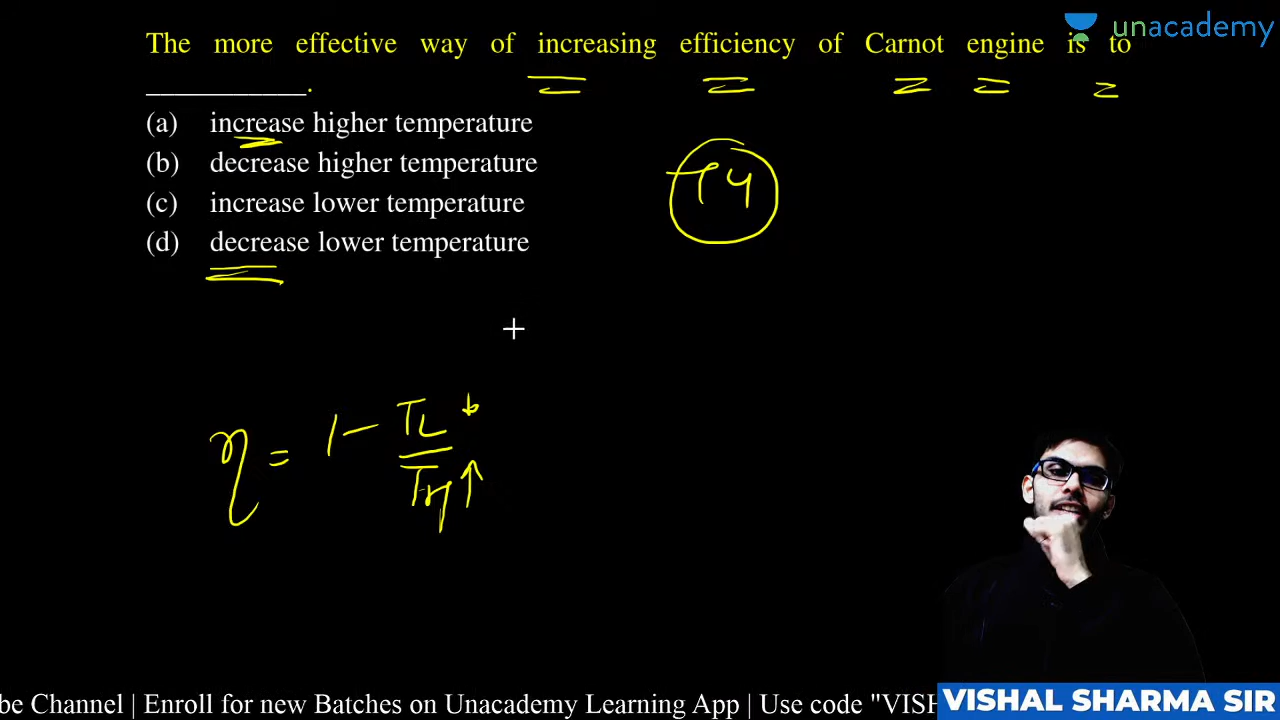 unacademy
The more effective way of increasing efficiency of Carnot engine is to
____________.
(a) increase higher temperature
(b) decrease higher temperature
(c) increase lower temperature
(d) decrease lower temperature
η = 1 - TL ↓
TH ↑
be Channel | Enroll for new Batches on Unacademy Learning App | Use code "VISH
VISHAL SHARMA SIR